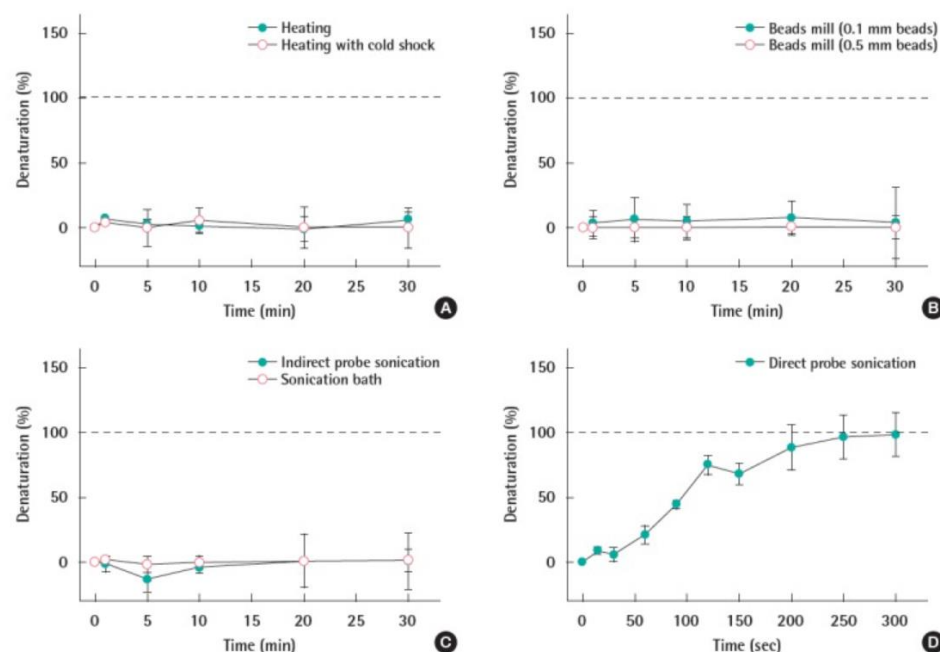 150
100
50
0
Denaturation (%)
Heating
Heating with cold shock
0 5 10 15 20 25 30
Time (min)
A
150
100
50
0
Denaturation (%)
Beads mill (0.1 mm beads)
Beads mill (0.5 mm beads)
0 5 10 15 20 25 30
Time (min)
B
150
100
50
0
Denaturation (%)
Indirect probe sonication
Sonication bath
0 5 10 15 20 25 30
Time (min)
C
150
100
50
0
Denaturation (%)
Direct probe sonication
0 50 100 150 200 250 300
Time (sec)
D